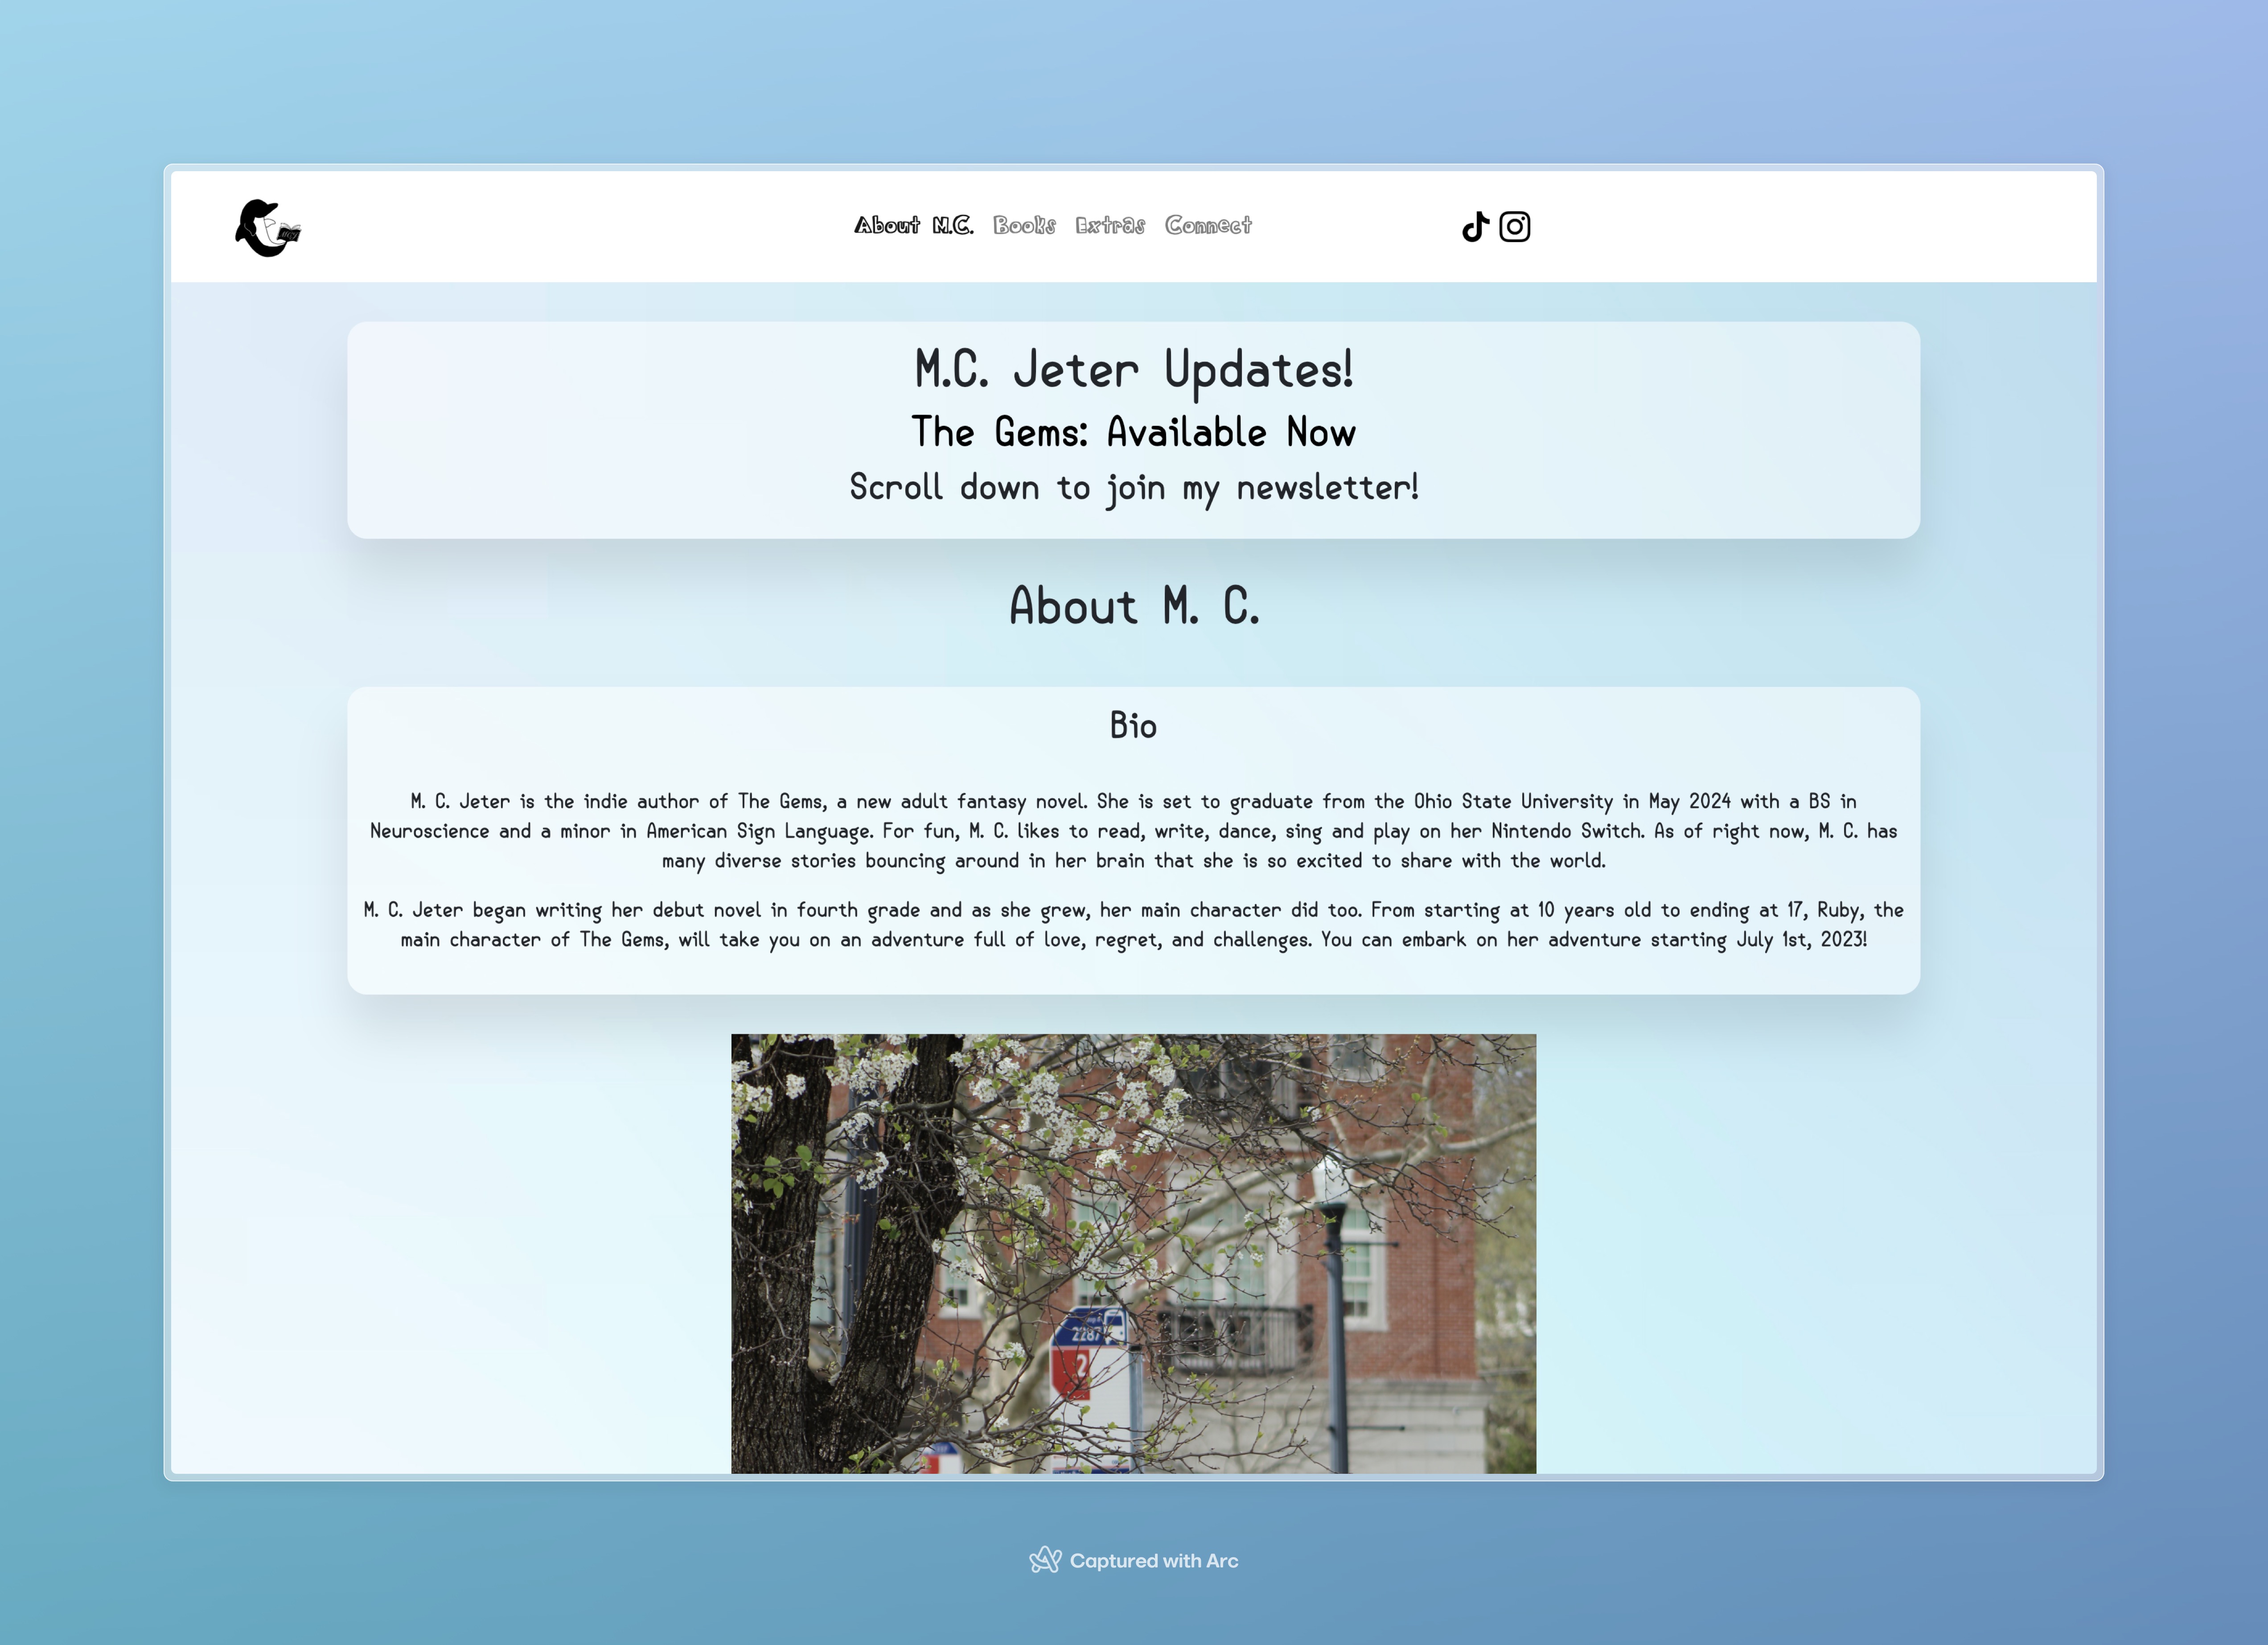 About M.C. Books Extras Connect
M.C. Jeter Updates!
The Gems: Available Now
Scroll down to join my newsletter!
About M. C.
Bio
M. C. Jeter is the indie author of The Gems, a new adult fantasy novel. She is set to graduate from the Ohio State University in May 2024 with a BS in
Neuroscience and a minor in American Sign Language. For fun, M. C. likes to read, write, dance, sing and play on her Nintendo Switch. As of right now, M. C. has
many diverse stories bouncing around in her brain that she is so excited to share with the world.
M. C. Jeter began writing her debut novel in fourth grade and as she grew, her main character did too. From starting at 10 years old to ending at 17, Ruby, the
main character of The Gems, will take you on an adventure full of love, regret, and challenges. You can embark on her adventure starting July 1st, 2023!
2287
2
Captured with Arc